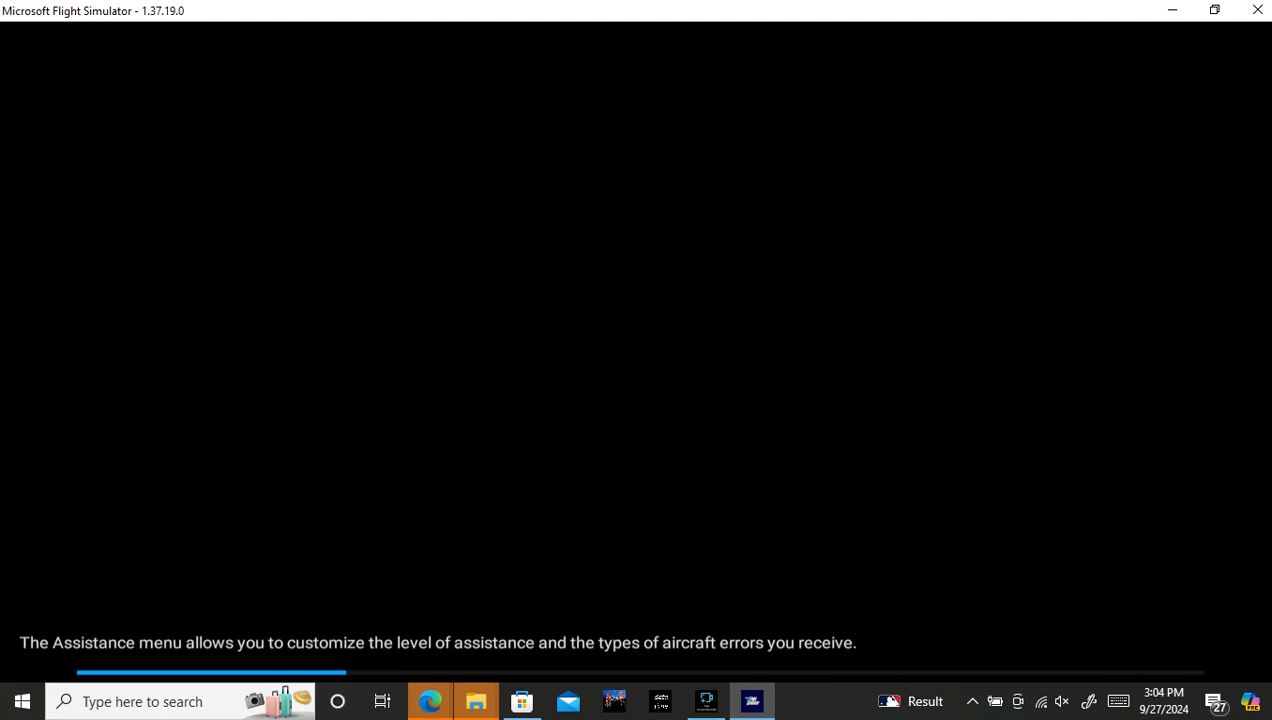 Microsoft Flight Simulator - 1.37.19.0
The Assistance menu allows you to customize the level of assistance and the types of aircraft errors you receive.
Type here to search
Result
3:04 PM
9/27/2024
27